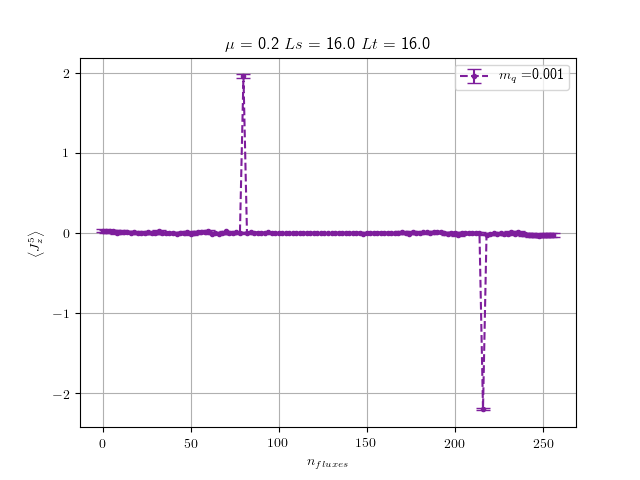 μ = 0.2 Ls = 16.0 Lt = 16.0
m_q =0.001
⟨J_z^5⟩
2
1
0
−1
−2
0 50 100 150 200 250
n_fluxes